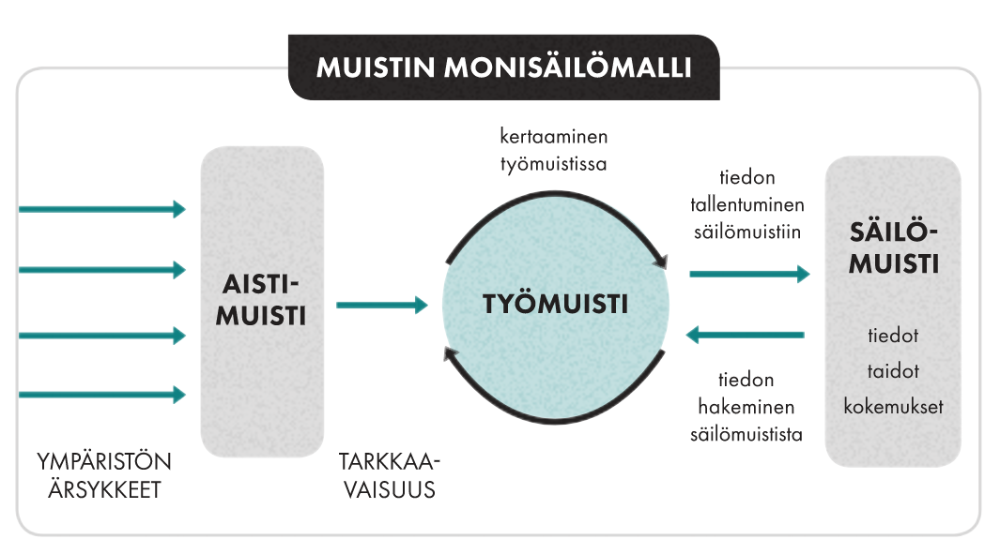 MUISTIN MONISÄILÖMALLI
YMPÄRISTÖN
ÄRSYKKEET
AISTI-
MUISTI
TARKKAA-
VAISUUS
kertaaminen
työmuistissa
TYÖMUISTI
tiedon
tallentuminen
säilömuistiin
tiedon
hakeminen
säilömuistista
SÄILÖ-
MUISTI
tiedot
taidot
kokemukset